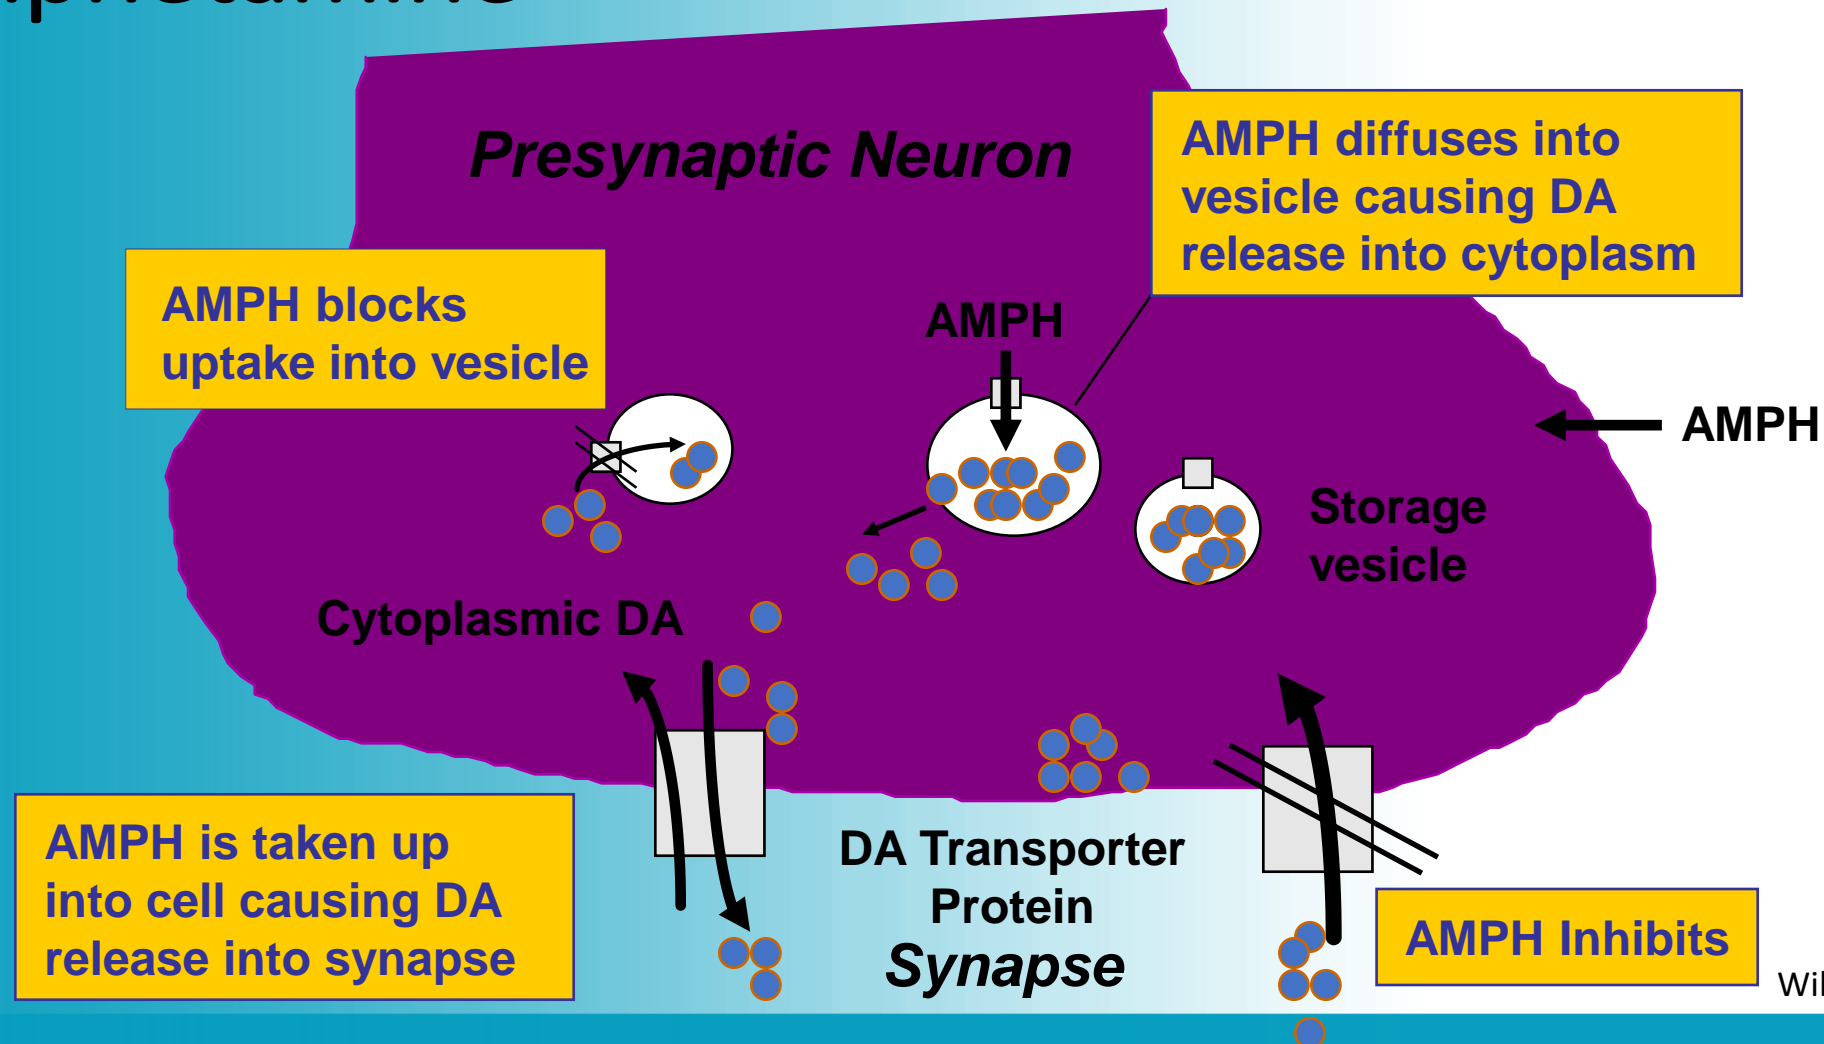 Presynaptic Neuron
AMPH diffuses into
vesicle causing DA
release into cytoplasm
AMPH blocks
uptake into vesicle
AMPH
AMPH
Storage
vesicle
Cytoplasmic DA
AMPH is taken up
into cell causing DA
release into synapse
DA Transporter
Protein
Synapse
AMPH Inhibits